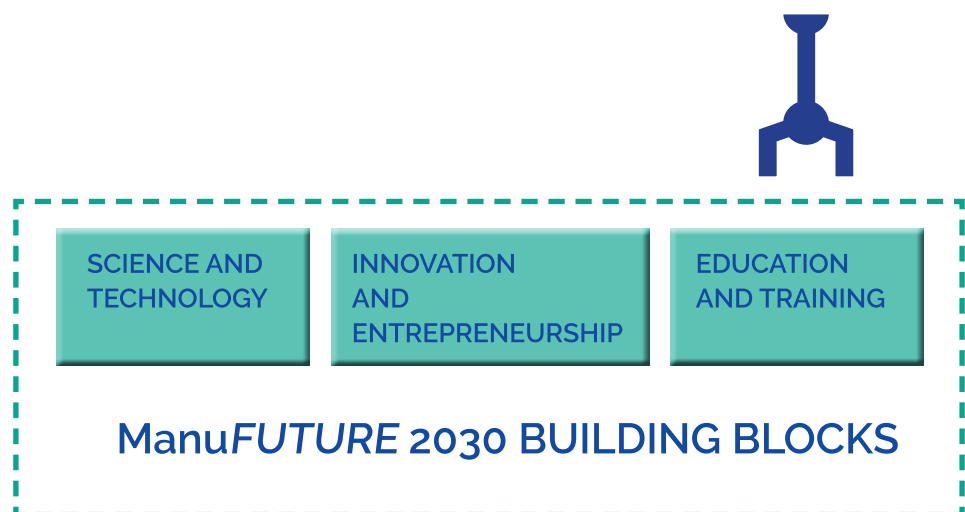 SCIENCE AND
TECHNOLOGY
INNOVATION
AND
ENTREPRENEURSHIP
EDUCATION
AND TRAINING
ManuFUTURE 2030 BUILDING BLOCKS